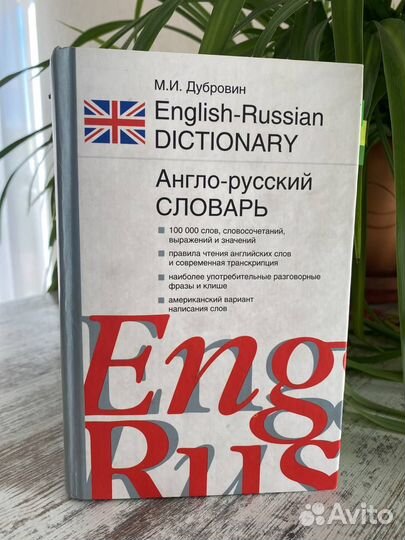 М.И. Дубровин
English-Russian
DICTIONARY
Англо-русский
СЛОВАРЬ
100 000 слов, словосочетаний,
выражений и значений
правила чтения английских слов
и современная транскрипция
наиболее употребительные разговорные
фразы и клише
американский вариант
написания слов
Eng
Rus
Avito